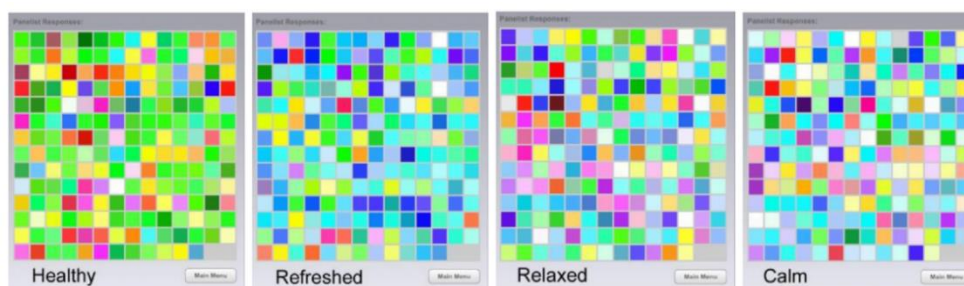 Panelist Responses:
Panelist Responses:
Panelist Responses:
Panelist Responses:
Healthy
Main Menu
Refreshed
Main Menu
Relaxed
Main Menu
Calm
Main Menu